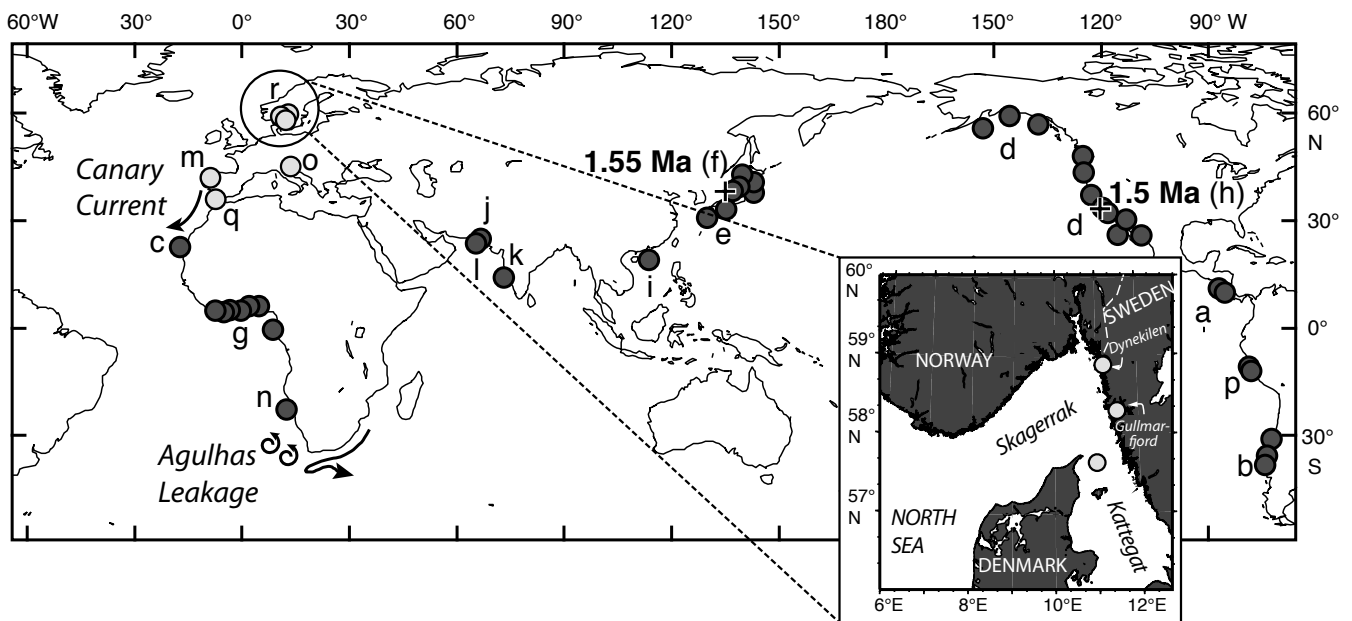 60°W 30° 0° 30° 60° 90° 120° 150° 150° 120° 90° W
r
60°
N
m
o
1.55 Ma (f)
d
Canary
Current
q
1.5 Ma (h)
j
e
d
30°
c
l
k
i
a
g
0°
p
n
Agulhas
Leakage
b
30°
S
60°
N
SWEDEN
Dynekilen
59°
N
NORWAY
58°
N
Skagerrak
Gullmar-
fjord
57°
N
NORTH
SEA
Kattegat
DENMARK
6°E 8°E 10°E 12°E